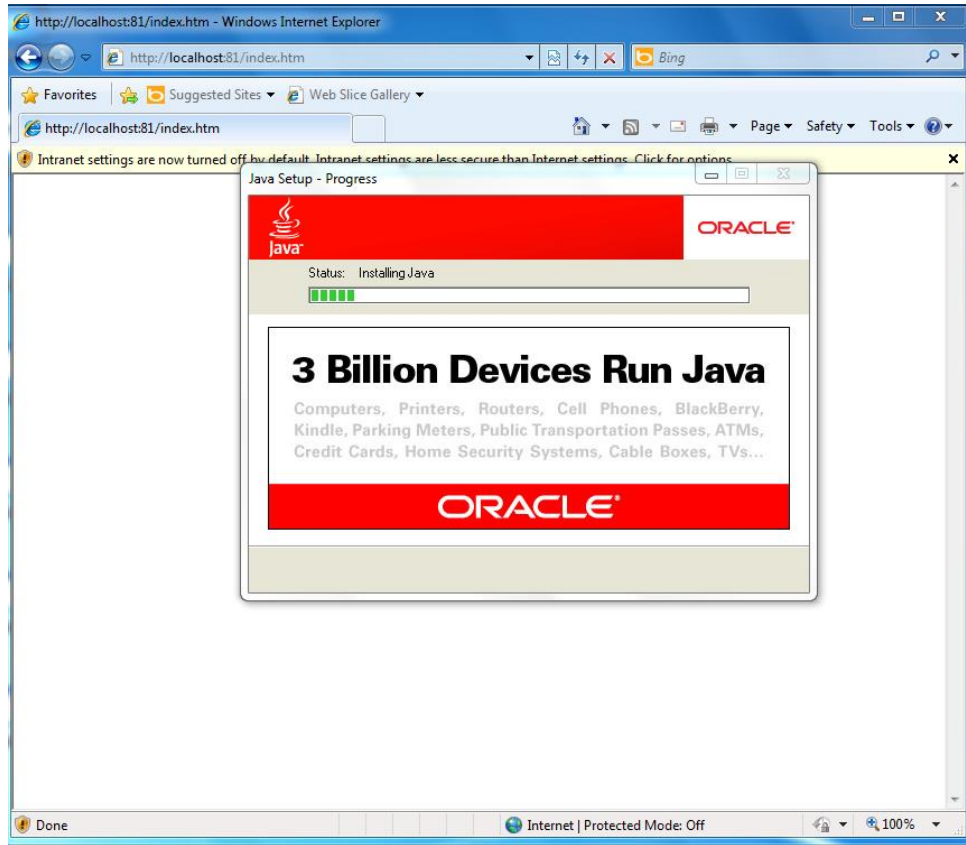 http://localhost:81/index.htm - Windows Internet Explorer
http://localhost:81/index.htm
Bing
Favorites Suggested Sites Web Slice Gallery
http://localhost:81/index.htm
Page Safety Tools
Intranet settings are now turned off by default. Intranet settings are less secure than Internet settings. Click for options...
Java Setup - Progress
Java
ORACLE
Status: Installing Java
3 Billion Devices Run Java
Computers, Printers, Routers, Cell Phones, BlackBerry,
Kindle, Parking Meters, Public Transportation Passes, ATMs,
Credit Cards, Home Security Systems, Cable Boxes, TVs...
ORACLE
Done
Internet | Protected Mode: Off
100%